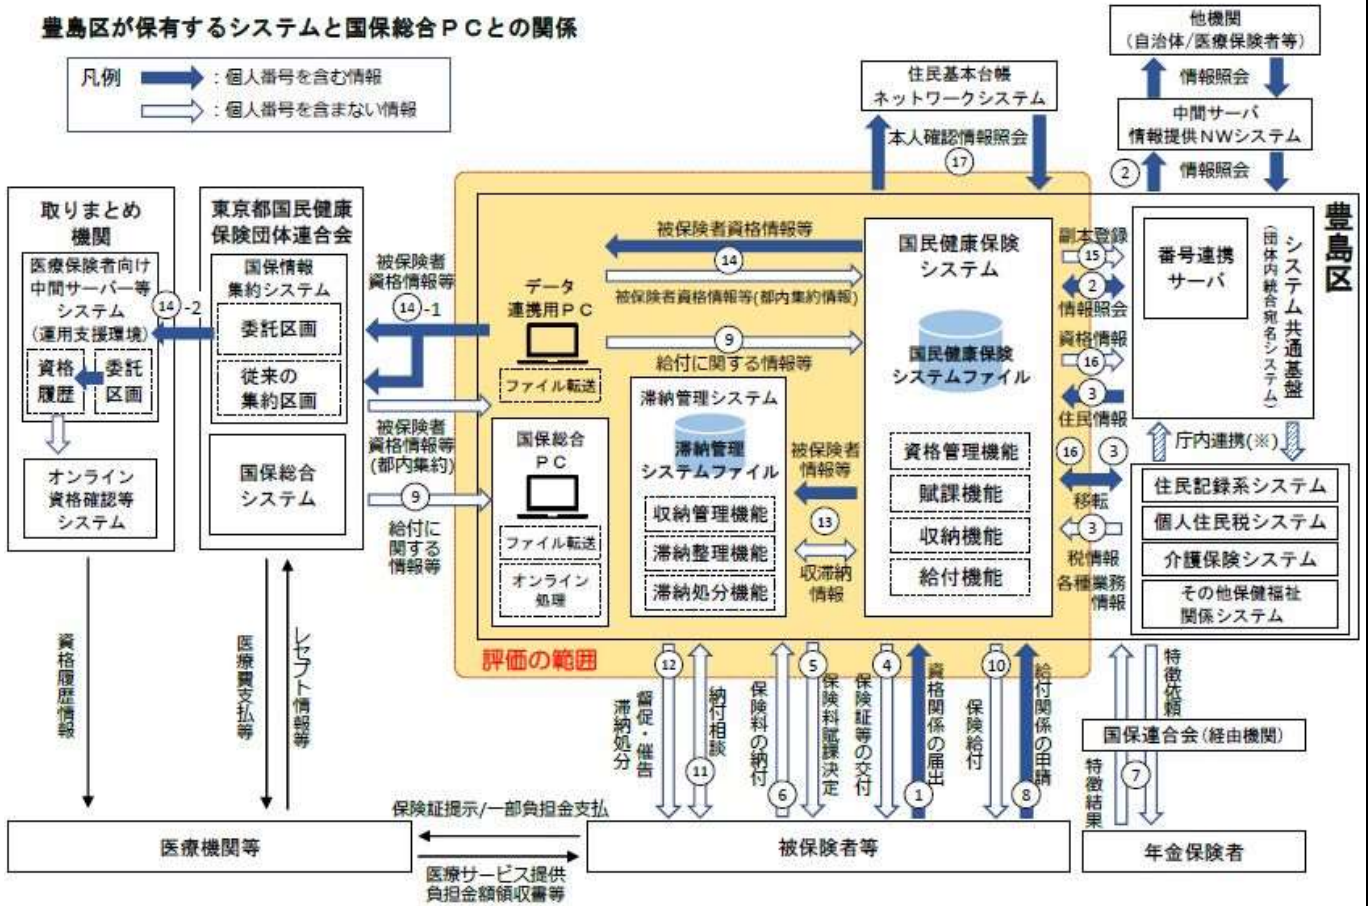 豊島区が保有するシステムと国保総合ＰＣとの関係
凡例
：個人番号を含む情報
：個人番号を含まない情報
他機関
（自治体/医療保険者等）
情報照会
中間サーバ
情報提供NWシステム
②
情報照会
住民基本台帳
ネットワークシステム
本人確認情報照会
⑰
取りまとめ
機関
医療保険者向け
中間サーバー等
システム
（運用支援環境）
資格
履歴
委託
区画
オンライン
資格確認等
システム
⑭-2
東京都国民健康
保険団体連合会
国保情報
集約システム
委託区画
従来の
集約区画
国保総合
システム
被保険者
資格情報等
⑭-1
被保険者
資格情報等
(都内集約)
⑨
給付に
関する
情報等
データ
連携用ＰＣ
ファイル転送
国保総合
ＰＣ
ファイル転送
オンライン
処理
被保険者資格情報等
⑭
被保険者資格情報等(都内集約情報)
⑨
給付に関する情報等
滞納管理システム
滞納管理
システムファイル
収納管理機能
滞納整理機能
滞納処分機能
被保険者
情報等
⑬
収滞納
情報
国民健康保険
システム
国民健康保険
システムファイル
資格管理機能
賦課機能
収納機能
給付機能
副本登録
⑮
②
情報照会
資格情報
⑯
③
住民情報
⑯
③
移転
③
税情報
各種業務
情報
豊島区
番号連携
サーバ
システム共通基盤
（団体内統合宛名システム）
庁内連携(※)
住民記録系システム
個人住民税システム
介護保険システム
その他保健福祉
関係システム
評価の範囲
資格履歴情報
医療費支払等
レセプト情報等
⑫
督促・催告
滞納処分
納付相談
⑪
保険料の納付
⑥
⑤
保険料賦課決定
④
保険証等の交付
資格関係の届出
①
⑩
保険給付
給付関係の申請
⑧
特徴依頼
国保連合会(経由機関)
⑦
特徴結果
医療機関等
保険証提示/一部負担金支払
医療サービス提供
負担金額領収書等
被保険者等
年金保険者